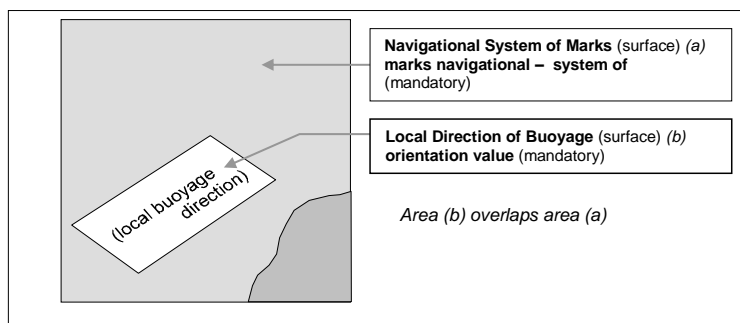 Navigational System of Marks (surface) (a)
marks navigational – system of
(mandatory)
Local Direction of Buoyage (surface) (b)
orientation value (mandatory)
(local buoyage
direction)
Area (b) overlaps area (a)